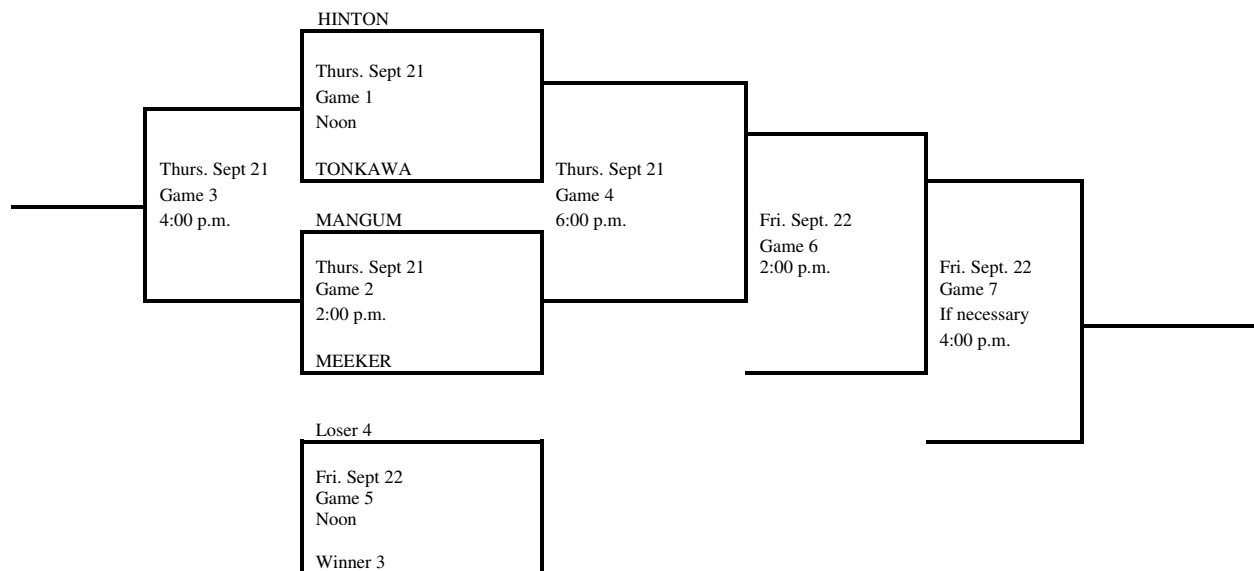 HINTON
Thurs. Sept 21
Game 1
Noon
TONKAWA
Thurs. Sept 21
Game 3
4:00 p.m.
MANGUM
Thurs. Sept 21
Game 2
2:00 p.m.
MEEKER
Thurs. Sept 21
Game 4
6:00 p.m.
Fri. Sept. 22
Game 6
2:00 p.m.
Fri. Sept. 22
Game 7
If necessary
4:00 p.m.
Loser 4
Fri. Sept 22
Game 5
Noon
Winner 3